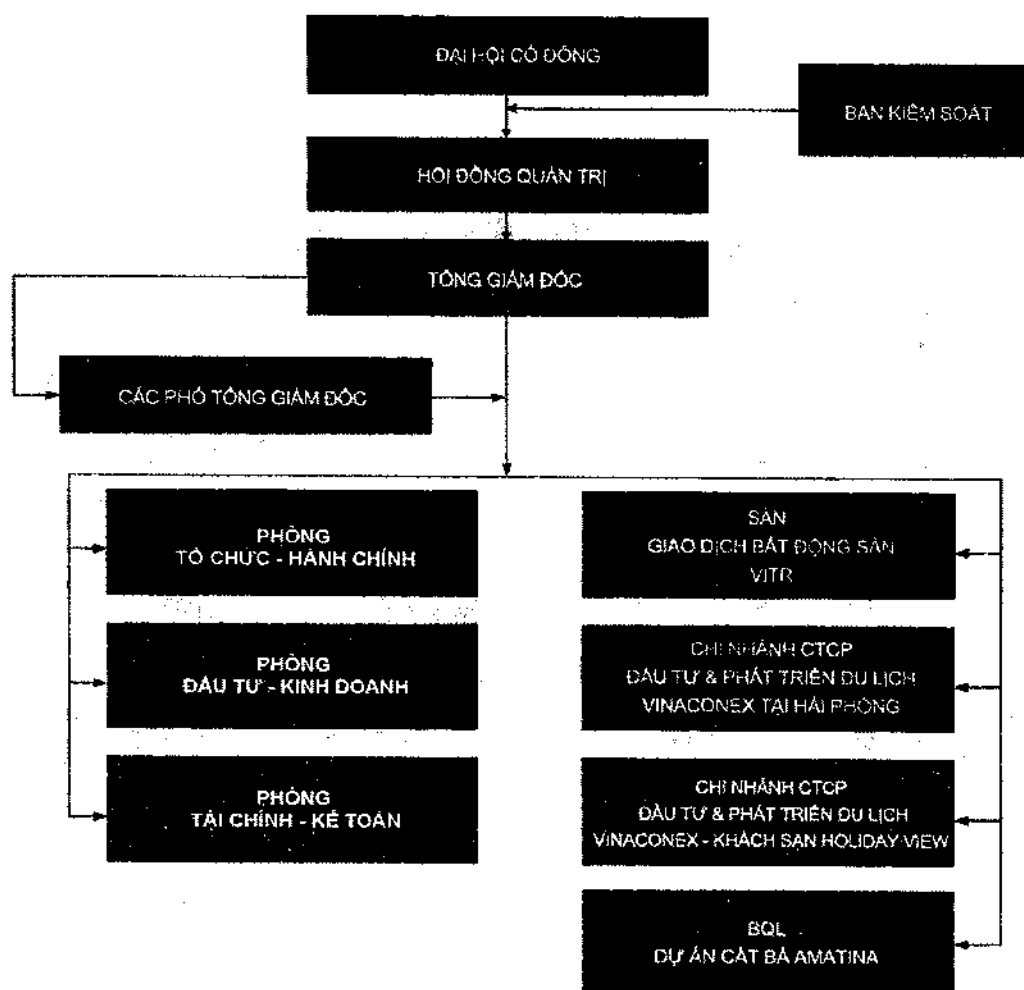 ĐẠI HỘI CỔ ĐÔNG
BAN KIỂM SOÁT
HỘI ĐỒNG QUẢN TRỊ
TỔNG GIÁM ĐỐC
CÁC PHÓ TỔNG GIÁM ĐỐC
PHÒNG
TỔ CHỨC - HÀNH CHÍNH
PHÒNG
ĐẦU TƯ - KINH DOANH
PHÒNG
TÀI CHÍNH - KẾ TOÁN
SÀN
GIAO DỊCH BẤT ĐỘNG SẢN
VITR
CHI NHÁNH CTCP
ĐẦU TƯ & PHÁT TRIỂN DU LỊCH
VINACONEX TẠI HẢI PHÒNG
CHI NHÁNH CTCP
ĐẦU TƯ & PHÁT TRIỂN DU LỊCH
VINACONEX - KHÁCH SẠN HOLIDAY VIEW
BQL
DỰ ÁN CÁT BÀ AMATINA